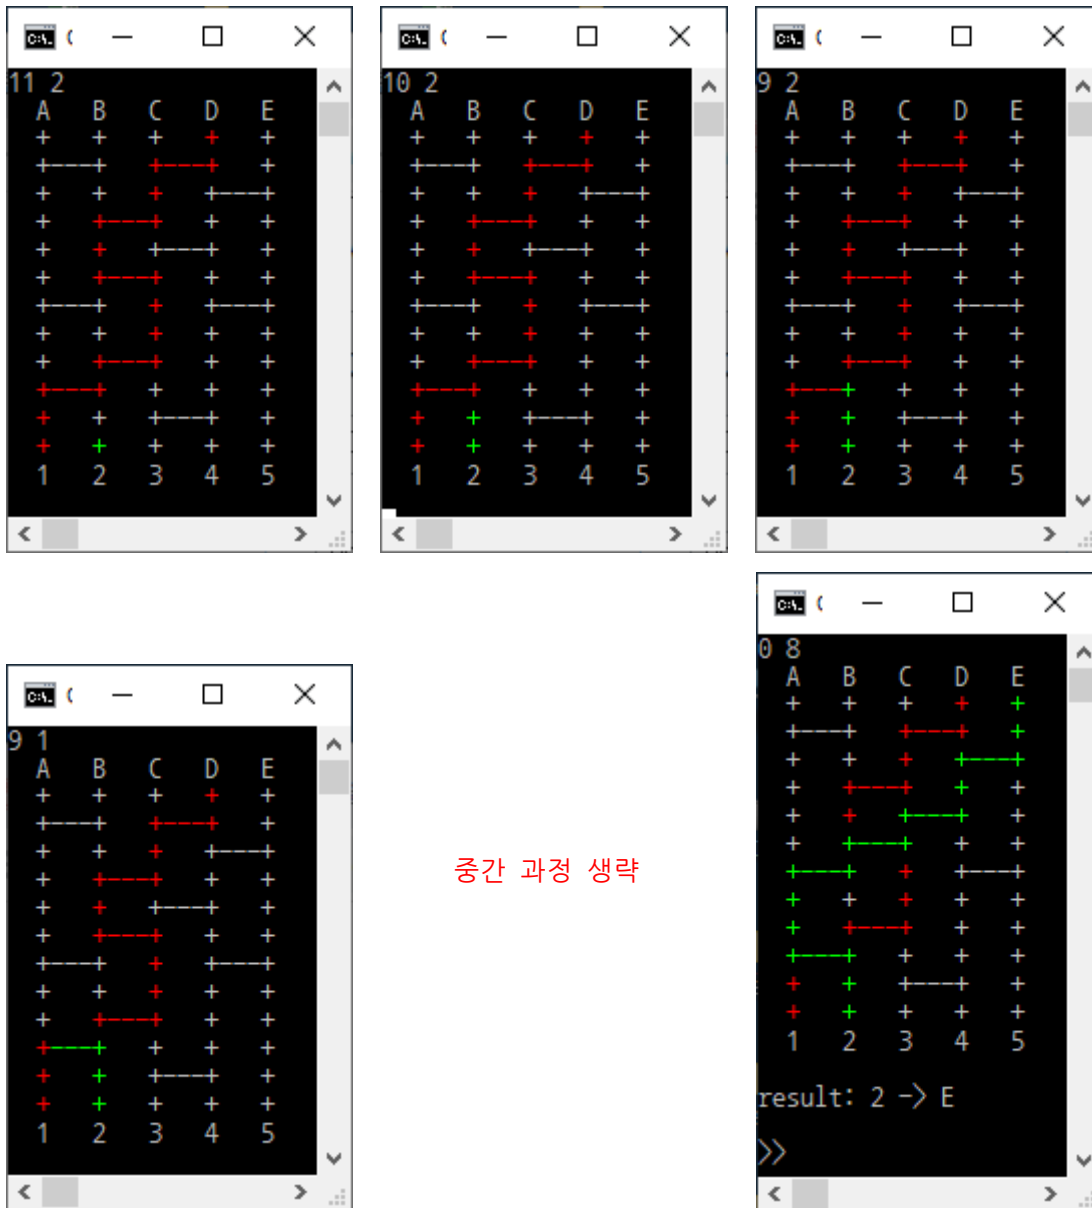 11 2
A B C D E
+ + + + +
+---+ +---+ +
+ + + +---+
+ +---+ + +
+ + +---+ +
+ +---+ + +
+---+ + +---+
+ + + + +
+ +---+ + +
+---+ + + +
+ + +---+ +
+ + + + +
1 2 3 4 5
10 2
A B C D E
+ + + + +
+---+ +---+ +
+ + + +---+
+ +---+ + +
+ + +---+ +
+ +---+ + +
+---+ + +---+
+ + + + +
+ +---+ + +
+---+ + + +
+ + +---+ +
+ + + + +
1 2 3 4 5
9 2
A B C D E
+ + + + +
+---+ +---+ +
+ + + +---+
+ +---+ + +
+ + +---+ +
+ +---+ + +
+---+ + +---+
+ + + + +
+ +---+ + +
+---+ + + +
+ + +---+ +
+ + + + +
1 2 3 4 5
9 1
A B C D E
+ + + + +
+---+ +---+ +
+ + + +---+
+ +---+ + +
+ + +---+ +
+ +---+ + +
+---+ + +---+
+ + + + +
+ +---+ + +
+---+ + + +
+ + +---+ +
+ + + + +
1 2 3 4 5
중간 과정 생략
0 8
A B C D E
+ + + + +
+---+ +---+ +
+ + + +---+
+ +---+ + +
+ + +---+ +
+ +---+ + +
+---+ + +---+
+ + + + +
+ +---+ + +
+---+ + + +
+ + +---+ +
+ + + + +
1 2 3 4 5
result: 2 -> E
>>